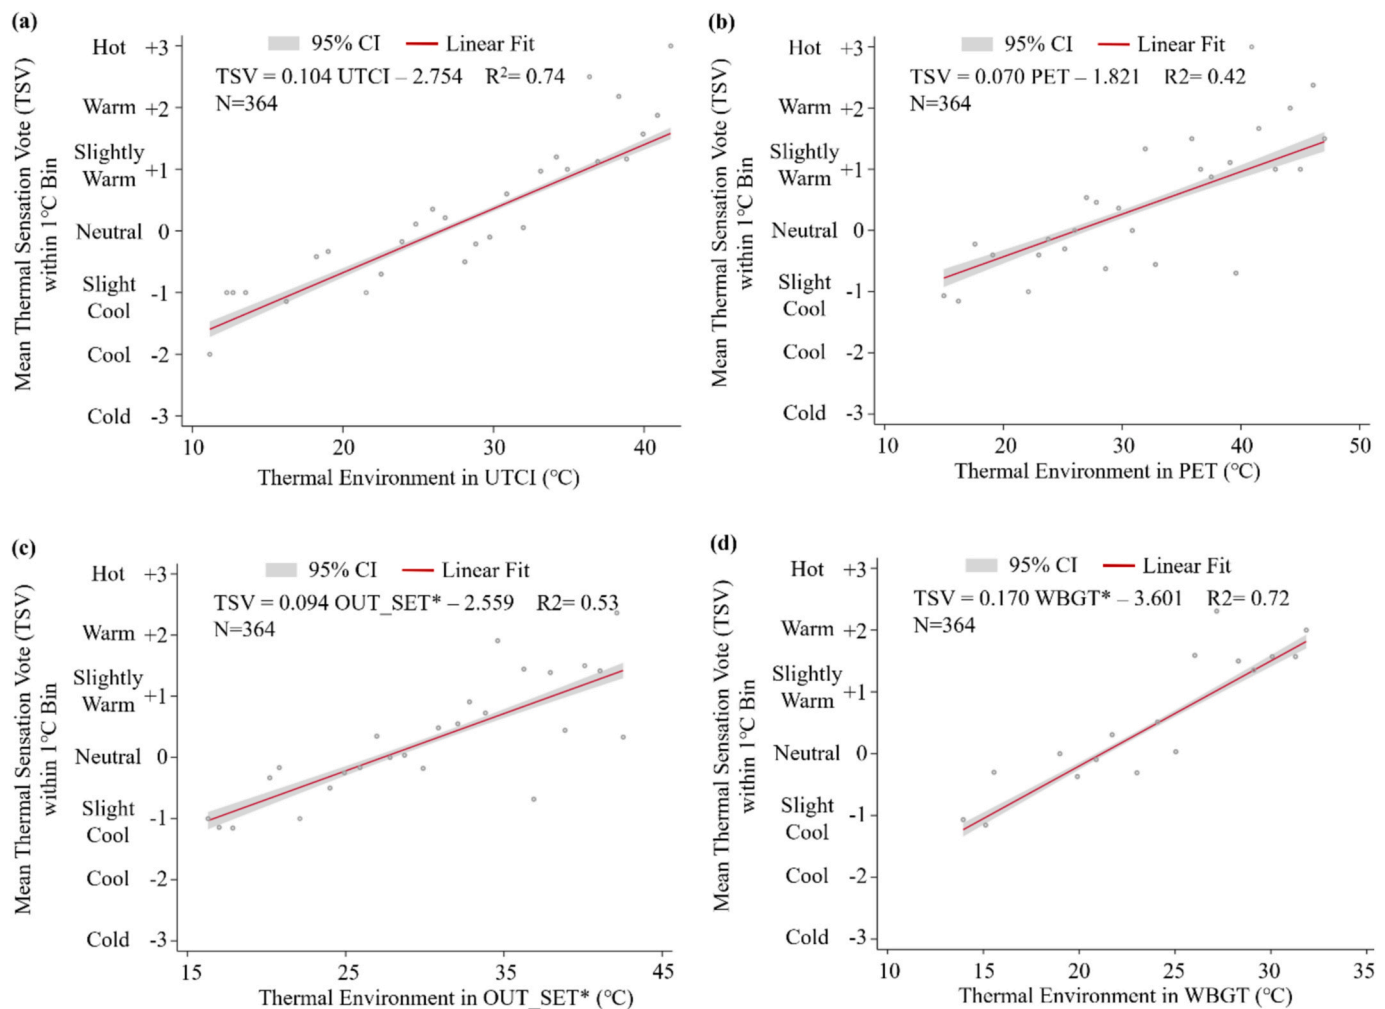 (a)
Hot +3
95% CI Linear Fit
TSV = 0.104 UTCI – 2.754 R²= 0.74
N=364
Warm +2
Slightly
Warm +1
Neutral 0
Slight
Cool -1
Cool -2
Cold -3
Mean Thermal Sensation Vote (TSV)
within 1°C Bin
10 20 30 40
Thermal Environment in UTCI (°C)
(b)
Hot +3
95% CI Linear Fit
TSV = 0.070 PET – 1.821 R2= 0.42
N=364
Warm +2
Slightly
Warm +1
Neutral 0
Slight
Cool -1
Cool -2
Cold -3
Mean Thermal Sensation Vote (TSV)
within 1°C Bin
10 20 30 40 50
Thermal Environment in PET (°C)
(c)
Hot +3
95% CI Linear Fit
TSV = 0.094 OUT_SET* – 2.559 R2= 0.53
N=364
Warm +2
Slightly
Warm +1
Neutral 0
Slight
Cool -1
Cool -2
Cold -3
Mean Thermal Sensation Vote (TSV)
within 1°C Bin
15 25 35 45
Thermal Environment in OUT_SET* (°C)
(d)
Hot +3
95% CI Linear Fit
TSV = 0.170 WBGT* – 3.601 R2= 0.72
N=364
Warm +2
Slightly
Warm +1
Neutral 0
Slight
Cool -1
Cool -2
Cold -3
Mean Thermal Sensation Vote (TSV)
within 1°C Bin
10 15 20 25 30 35
Thermal Environment in WBGT (°C)